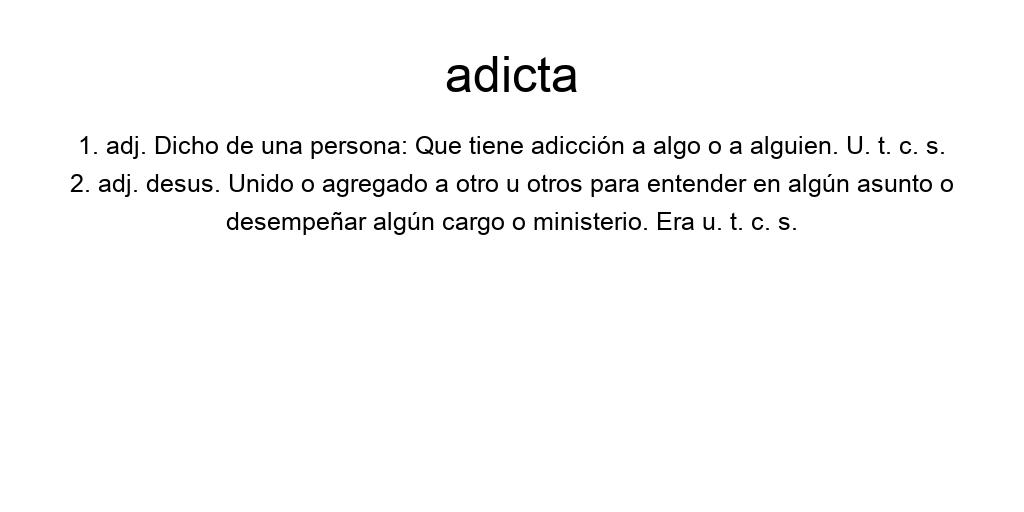 adicta
1. adj. Dicho de una persona: Que tiene adicción a algo o a alguien. U. t. c. s.
2. adj. desus. Unido o agregado a otro u otros para entender en algún asunto o
desempeñar algún cargo o ministerio. Era u. t. c. s.